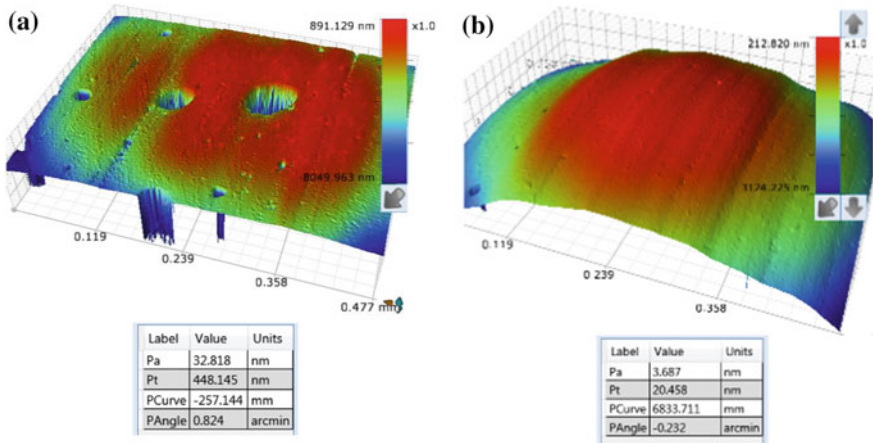 (a)
891.129 nm
x1.0
-8049.963 nm
0.119
0.239
0.358
0.477 mm
Label Value Units
Pa 32.818 nm
Pt 448.145 nm
PCurve -257.144 mm
PAngle 0.824 arcmin
(b)
212.820 nm
x1.0
3124.225 nm
0.119
0.239
0.358
Label Value Units
Pa 3.687 nm
Pt 20.458 nm
PCurve 6833.711 mm
PAngle -0.232 arcmin